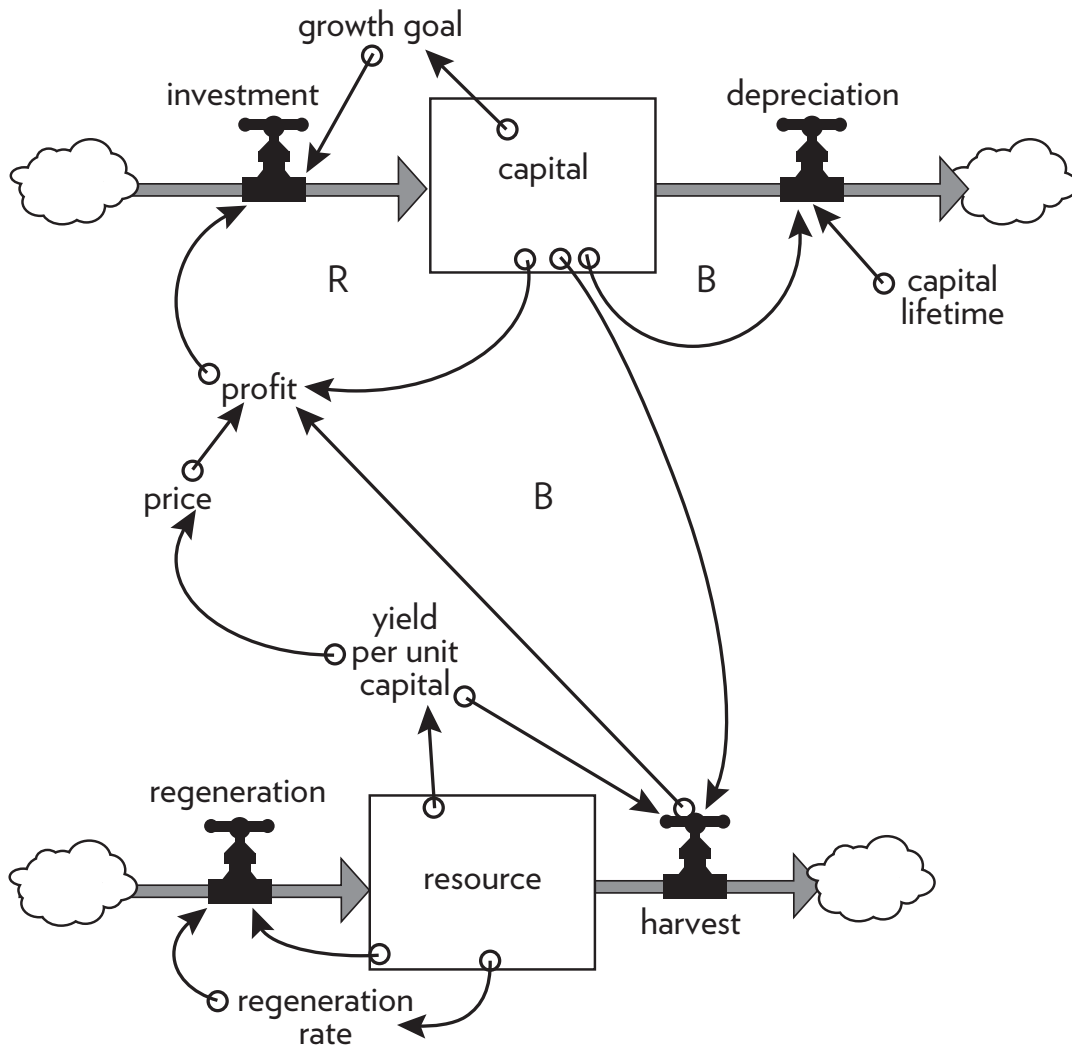 growth goal
investment
depreciation
capital
R
B
capital
lifetime
profit
price
B
yield
per unit
capital
regeneration
resource
harvest
regeneration
rate